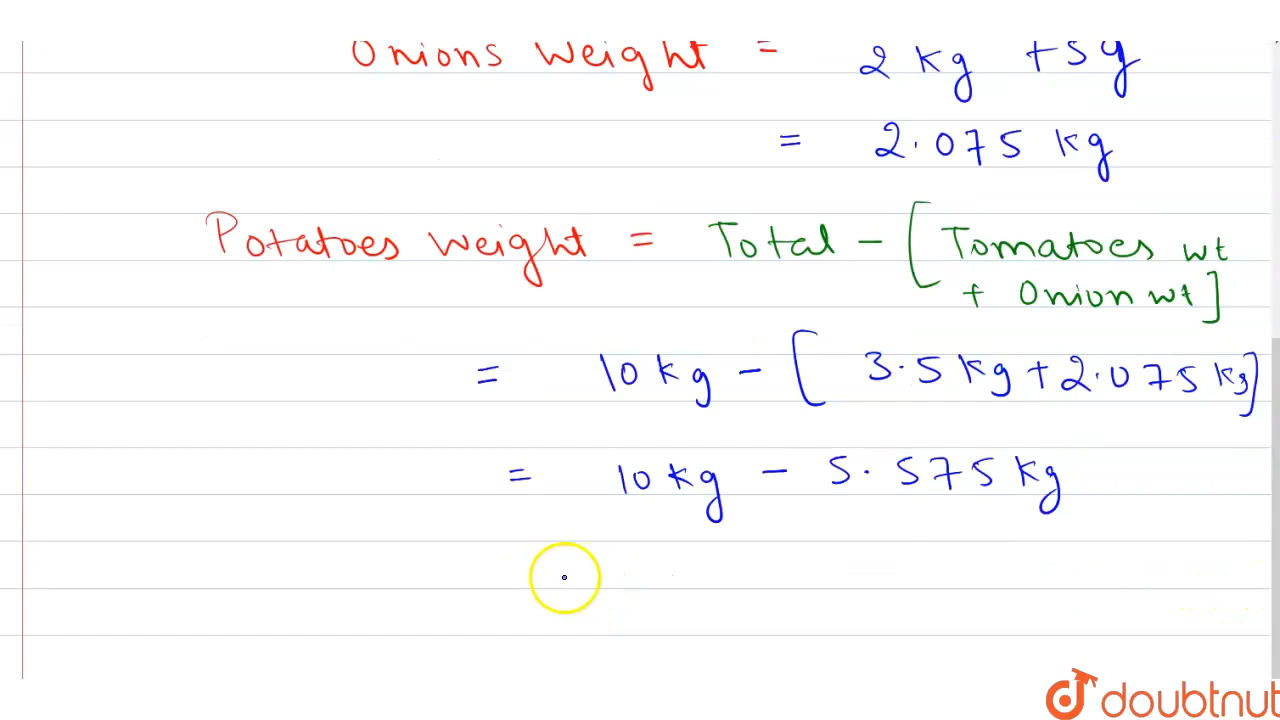 Onions Weight = 2 kg + 5 g
= 2.075 kg
Potatoes weight = Total - [Tomatoes wt
+ Onion wt]
= 10 kg - [3.5 kg + 2.075 kg]
= 10 kg - 5.575 kg
doubtnut